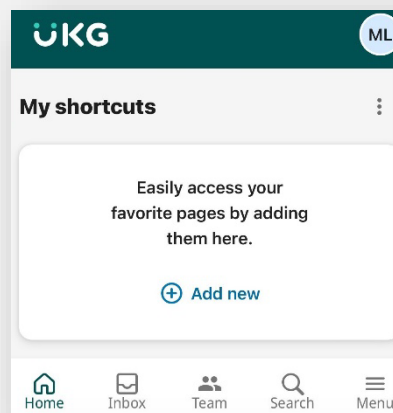 UKG
ML
My shortcuts
Easily access your
favorite pages by adding
them here.
Add new
Home Inbox Team Search Menu